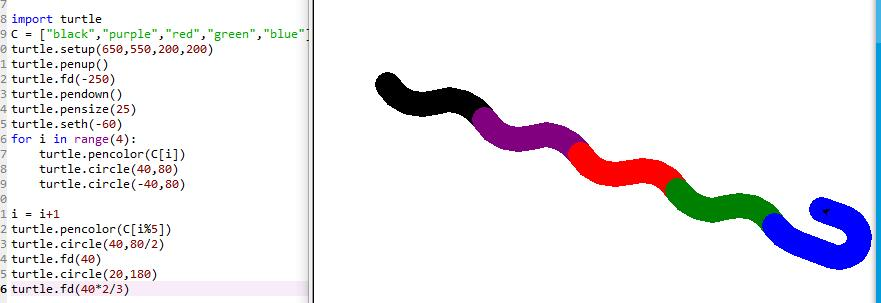 7
8 import turtle
9 C = ["black","purple","red","green","blue"]
0 turtle.setup(650,550,200,200)
1 turtle.penup()
2 turtle.fd(-250)
3 turtle.pendown()
4 turtle.pensize(25)
5 turtle.seth(-60)
6 for i in range(4):
7     turtle.pencolor(C[i])
8     turtle.circle(40,80)
9     turtle.circle(-40,80)
0
1 i = i+1
2 turtle.pencolor(C[i%5])
3 turtle.circle(40,80/2)
4 turtle.fd(40)
5 turtle.circle(20,180)
6 turtle.fd(40*2/3)